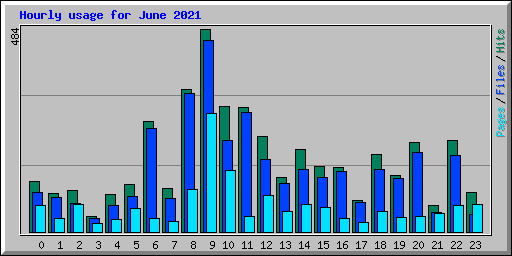 Hourly usage for June 2021
484
Pages / Files / Hits
0 1 2 3 4 5 6 7 8 9 10 11 12 13 14 15 16 17 18 19 20 21 22 23